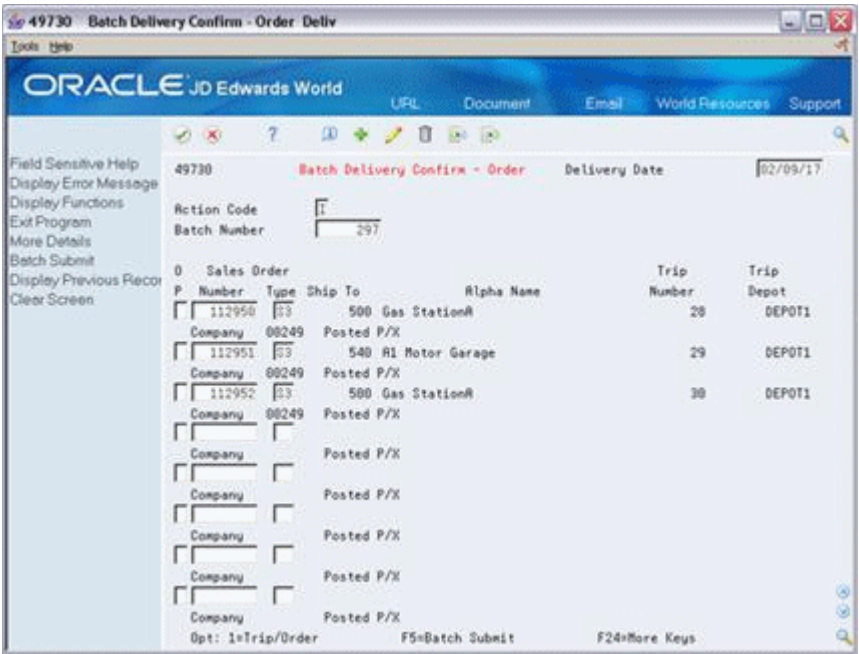 49730 Batch Delivery Confirm - Order Deliv
Tools Help
ORACLE JD Edwards World
URL Document Email World Resources Support
Field Sensitive Help
Display Error Message
Display Functions
Exit Program
More Details
Batch Submit
Display Previous Recor
Clear Screen
49730 Batch Delivery Confirm - Order Delivery Date 02/09/17
Action Code I
Batch Number 297
O Sales Order Trip Trip
P Number Type Ship To Alpha Name Number Depot
112950 S3 500 Gas StationA 28 DEPOT1
Company 00249 Posted P/X
112951 S3 540 A1 Motor Garage 29 DEPOT1
Company 00249 Posted P/X
112952 S3 500 Gas StationA 30 DEPOT1
Company 00249 Posted P/X
Company Posted P/X
Company Posted P/X
Company Posted P/X
Company Posted P/X
Company Posted P/X
Opt: 1=Trip/Order F5=Batch Submit F24=More Keys